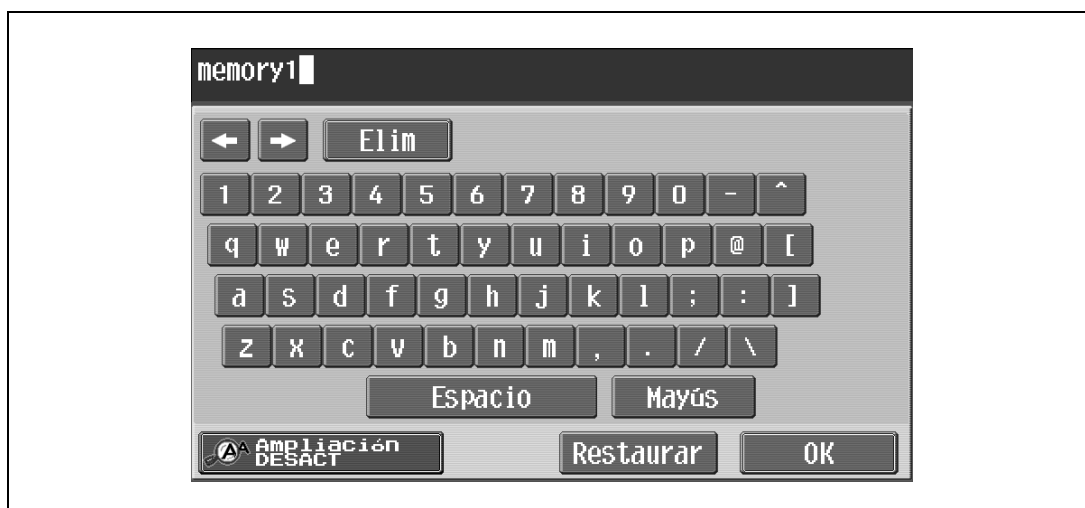 memory1
← → Elim
1 2 3 4 5 6 7 8 9 0 - ^
q w e r t y u i o p @ [
a s d f g h j k l ; : ]
z x c v b n m , . / \
Espacio Mayús
Ampliación
DESACT
Restaurar OK